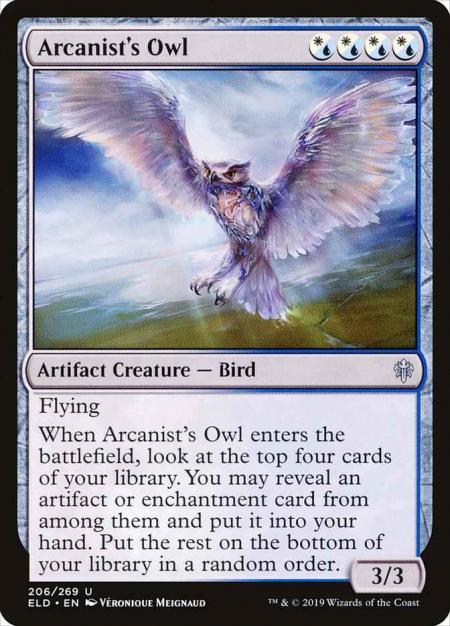 Arcanist's Owl
Artifact Creature — Bird
Flying
When Arcanist's Owl enters the
battlefield, look at the top four cards
of your library. You may reveal an
artifact or enchantment card from
among them and put it into your
hand. Put the rest on the bottom of
your library in a random order.
3/3
206/269 U
ELD • EN Véronique Meignaud
™ & © 2019 Wizards of the Coast